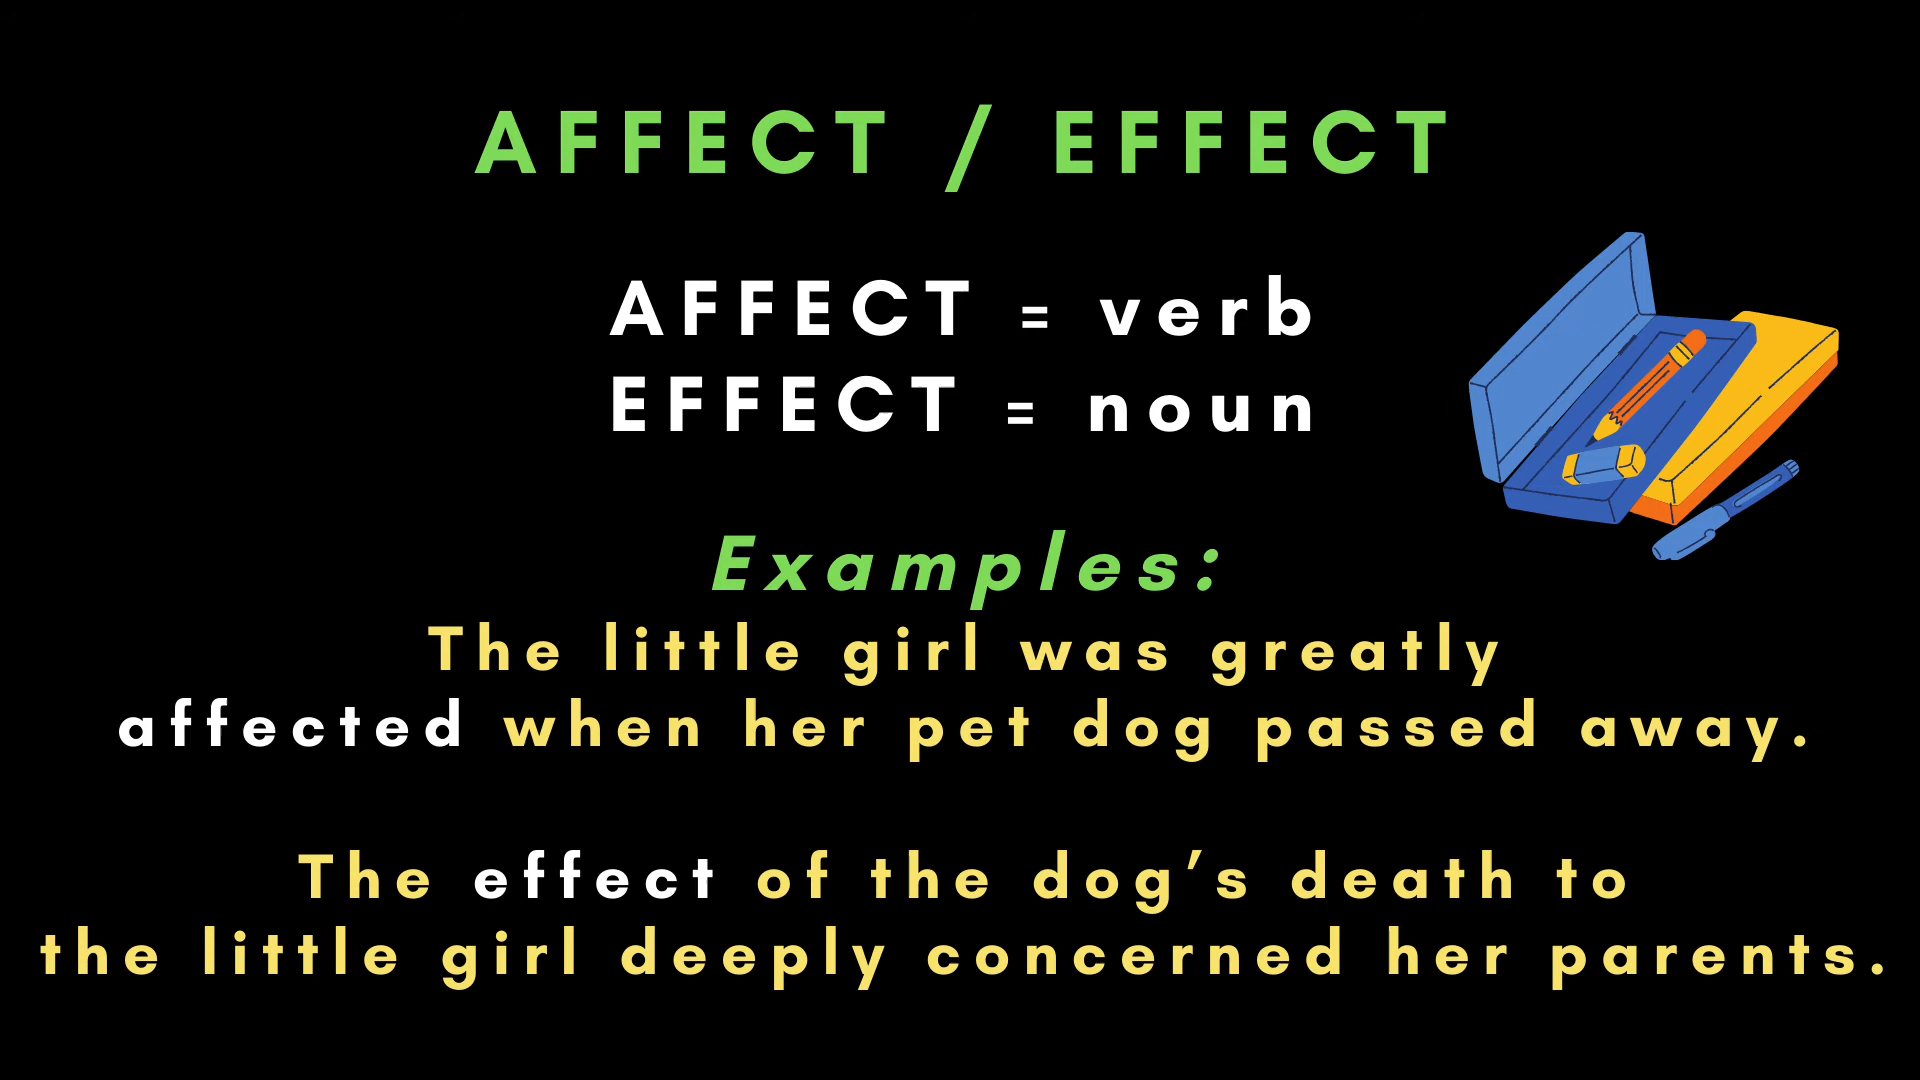 AFFECT / EFFECT
AFFECT = verb
EFFECT = noun
Examples:
The little girl was greatly
affected when her pet dog passed away.
The effect of the dog’s death to
the little girl deeply concerned her parents.